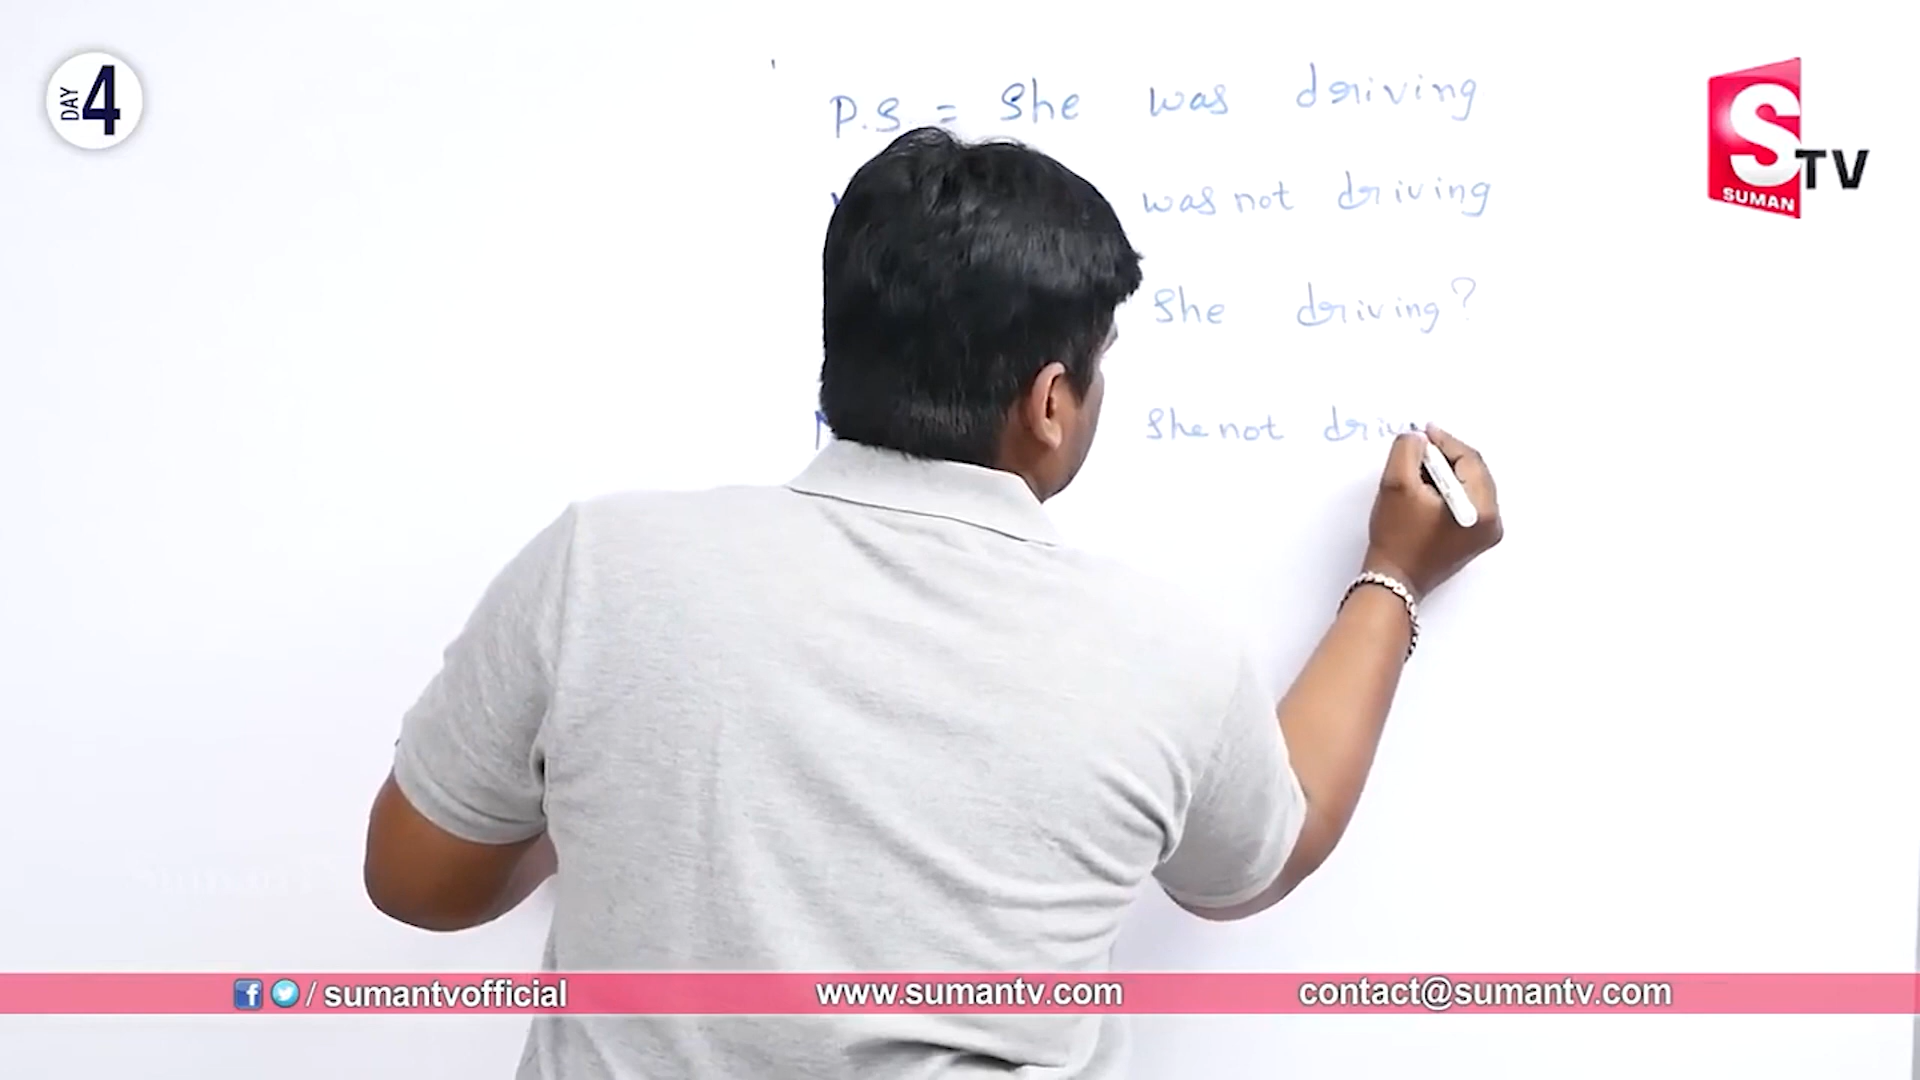 DAY 4
S TV
SUMAN
P.S. = She was driving
was not driving
She driving?
She not
/ sumantvofficial
www.sumantv.com
contact@sumantv.com